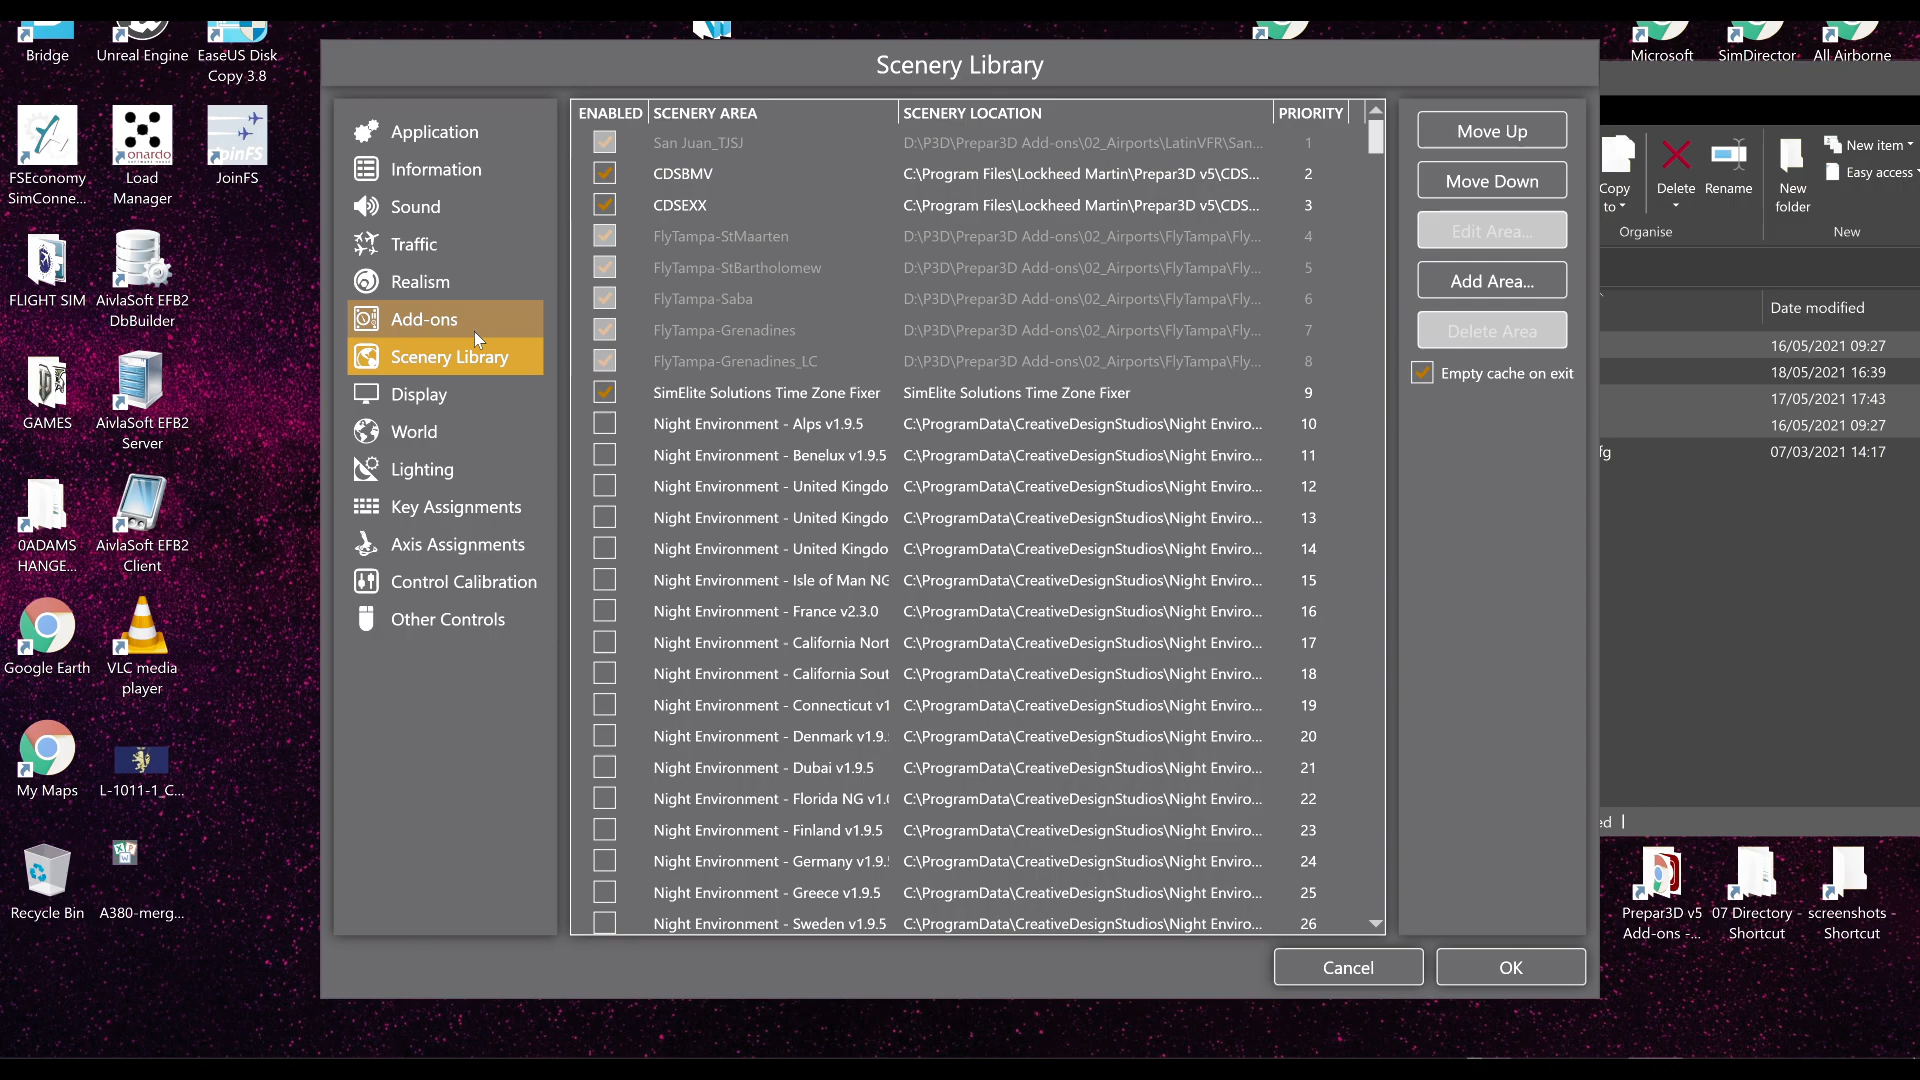 Bridge
Unreal Engine
EaseUS Disk
Copy 3.8
FSEconomy
SimConne...
Load
Manager
JoinFS
FLIGHT SIM
AivlaSoft EFB2
DbBuilder
GAMES
AivlaSoft EFB2
Server
0ADAMS
HANGE...
AivlaSoft EFB2
Client
Google Earth
VLC media
player
My Maps
L-1011-1_C...
Recycle Bin
A380-merg...
Scenery Library
Application
Information
Sound
Traffic
Realism
Add-ons
Scenery Library
Display
World
Lighting
Key Assignments
Axis Assignments
Control Calibration
Other Controls
ENABLED SCENERY AREA SCENERY LOCATION PRIORITY
San Juan_TJSJ D:\P3D\Prepar3D Add-ons\02_Airports\LatinVFR\San... 1
CDSBMV C:\Program Files\Lockheed Martin\Prepar3D v5\CDS... 2
CDSEXX C:\Program Files\Lockheed Martin\Prepar3D v5\CDS... 3
FlyTampa-StMaarten D:\P3D\Prepar3D Add-ons\02_Airports\FlyTampa\Fly... 4
FlyTampa-StBartholomew D:\P3D\Prepar3D Add-ons\02_Airports\FlyTampa\Fly... 5
FlyTampa-Saba D:\P3D\Prepar3D Add-ons\02_Airports\FlyTampa\Fly... 6
FlyTampa-Grenadines D:\P3D\Prepar3D Add-ons\02_Airports\FlyTampa\Fly... 7
FlyTampa-Grenadines_LC D:\P3D\Prepar3D Add-ons\02_Airports\FlyTampa\Fly... 8
SimElite Solutions Time Zone Fixer SimElite Solutions Time Zone Fixer 9
Night Environment - Alps v1.9.5 C:\ProgramData\CreativeDesignStudios\Night Enviro... 10
Night Environment - Benelux v1.9.5 C:\ProgramData\CreativeDesignStudios\Night Enviro... 11
Night Environment - United Kingdo C:\ProgramData\CreativeDesignStudios\Night Enviro... 12
Night Environment - United Kingdo C:\ProgramData\CreativeDesignStudios\Night Enviro... 13
Night Environment - United Kingdo C:\ProgramData\CreativeDesignStudios\Night Enviro... 14
Night Environment - Isle of Man NG C:\ProgramData\CreativeDesignStudios\Night Enviro... 15
Night Environment - France v2.3.0 C:\ProgramData\CreativeDesignStudios\Night Enviro... 16
Night Environment - California Nort C:\ProgramData\CreativeDesignStudios\Night Enviro... 17
Night Environment - California Sout C:\ProgramData\CreativeDesignStudios\Night Enviro... 18
Night Environment - Connecticut v1 C:\ProgramData\CreativeDesignStudios\Night Enviro... 19
Night Environment - Denmark v1.9. C:\ProgramData\CreativeDesignStudios\Night Enviro... 20
Night Environment - Dubai v1.9.5 C:\ProgramData\CreativeDesignStudios\Night Enviro... 21
Night Environment - Florida NG v1.0 C:\ProgramData\CreativeDesignStudios\Night Enviro... 22
Night Environment - Finland v1.9.5 C:\ProgramData\CreativeDesignStudios\Night Enviro... 23
Night Environment - Germany v1.9. C:\ProgramData\CreativeDesignStudios\Night Enviro... 24
Night Environment - Greece v1.9.5 C:\ProgramData\CreativeDesignStudios\Night Enviro... 25
Night Environment - Sweden v1.9.5 C:\ProgramData\CreativeDesignStudios\Night Enviro... 26
Move Up
Move Down
Edit Area...
Add Area...
Delete Area
Empty cache on exit
Cancel
OK
Microsoft
SimDirector
All Airborne
Copy
to
Delete
Rename
New
folder
New item
Easy access
Organise
New
Date modified
16/05/2021 09:27
18/05/2021 16:39
17/05/2021 17:43
16/05/2021 09:27
fg 07/03/2021 14:17
ed
Prepar3D v5
Add-ons -...
07 Directory -
Shortcut
screenshots -
Shortcut